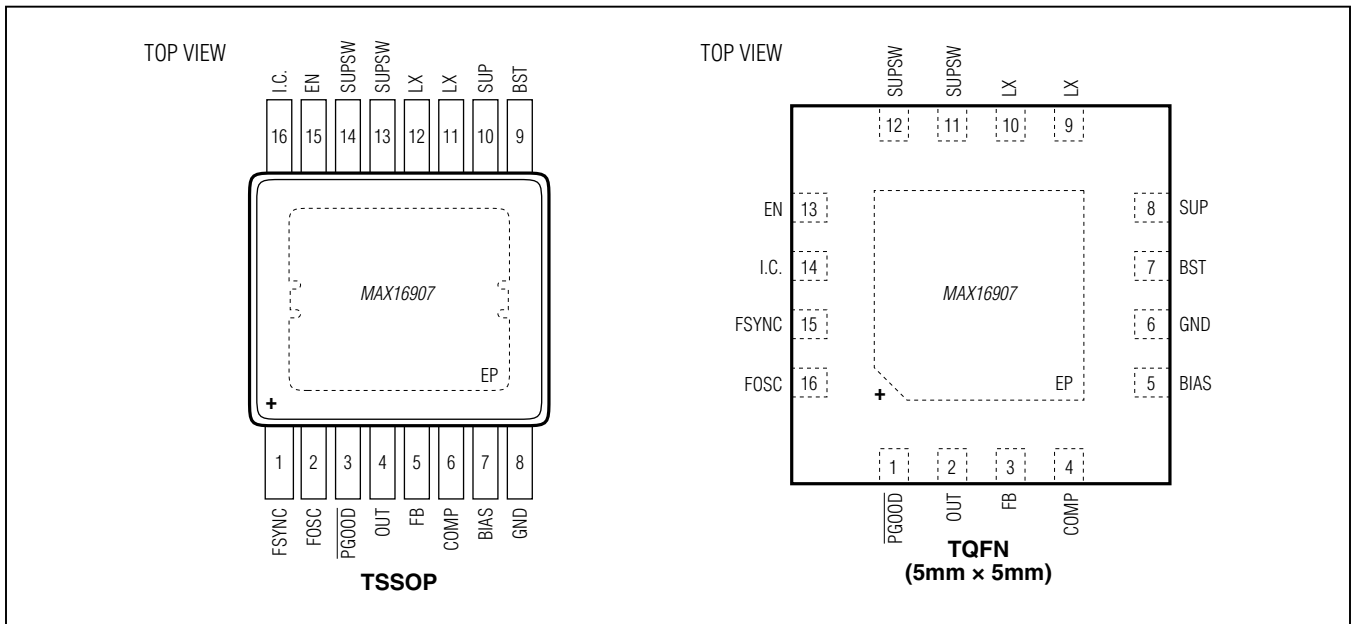 TOP VIEW
I.C. EN SUPSW SUPSW LX LX SUP BST
16 15 14 13 12 11 10 9
MAX16907
EP
+
1 2 3 4 5 6 7 8
FSYNC FOSC PGOOD OUT FB COMP BIAS GND
TSSOP
TOP VIEW
SUPSW SUPSW LX LX
12 11 10 9
EN 13
I.C. 14
FSYNC 15
FOSC 16
8 SUP
7 BST
6 GND
5 BIAS
MAX16907
EP
+
1 2 3 4
PGOOD OUT FB COMP
TQFN
(5mm × 5mm)